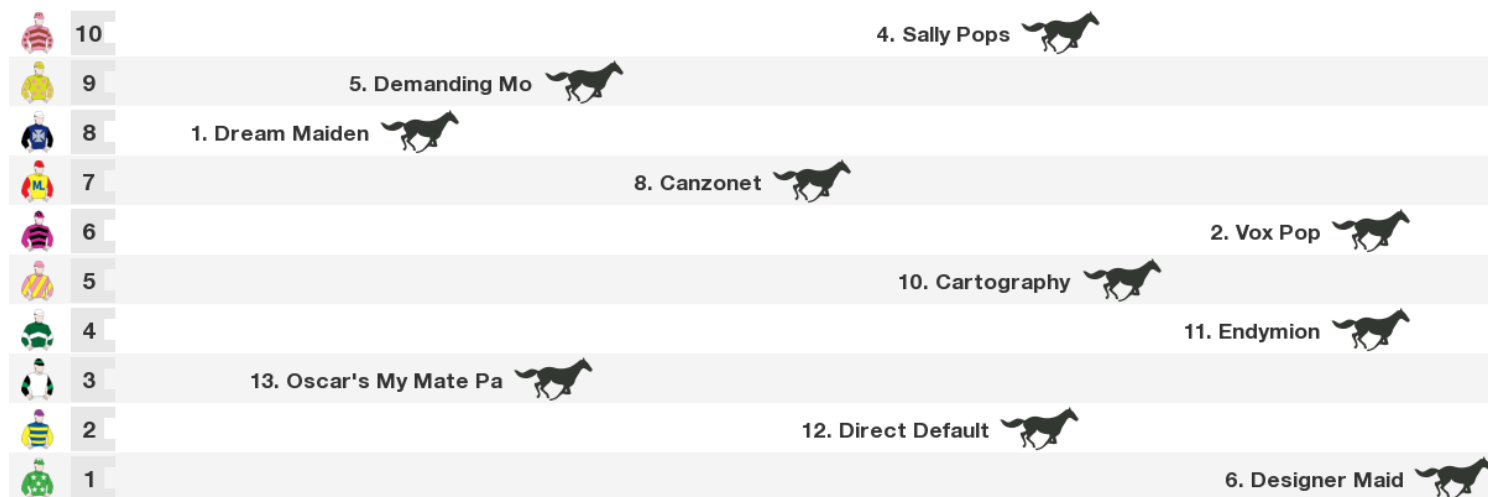 10 4. Sally Pops
9 5. Demanding Mo
8 1. Dream Maiden
ML 7 8. Canzonet
6 2. Vox Pop
5 10. Cartography
4 11. Endymion
3 13. Oscar's My Mate Pa
2 12. Direct Default
1 6. Designer Maid